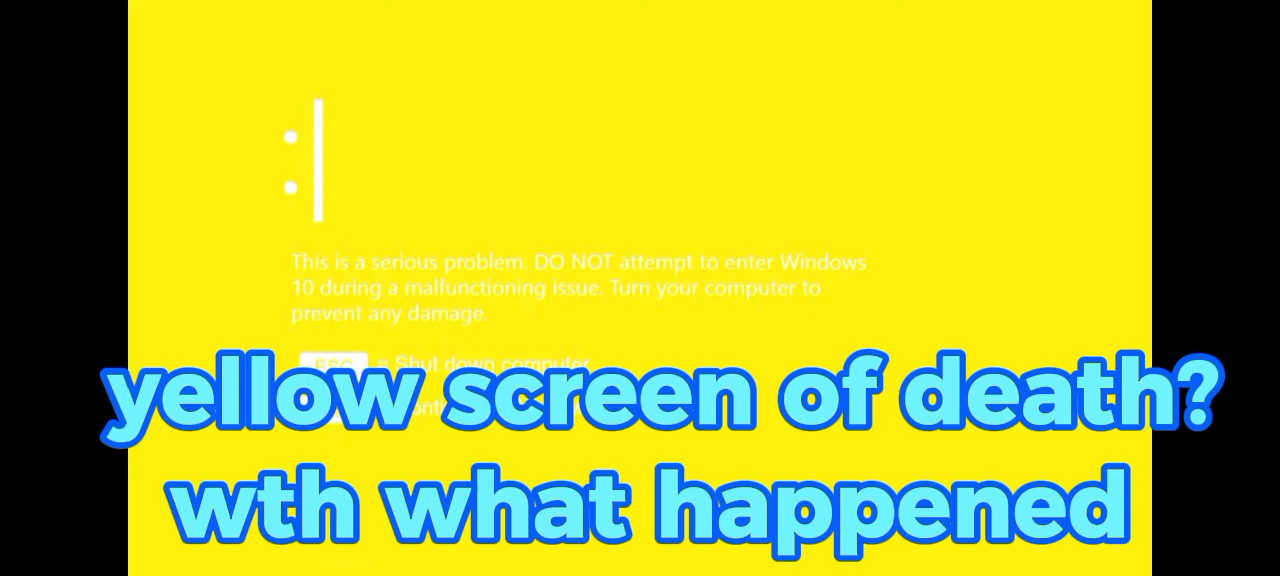 :|
This is a serious problem. DO NOT attempt to enter Windows
10 during a malfunctioning issue. Turn your computer to
prevent any damage.
ESC = Shut down computer
yellow screen of death?
wth what happened